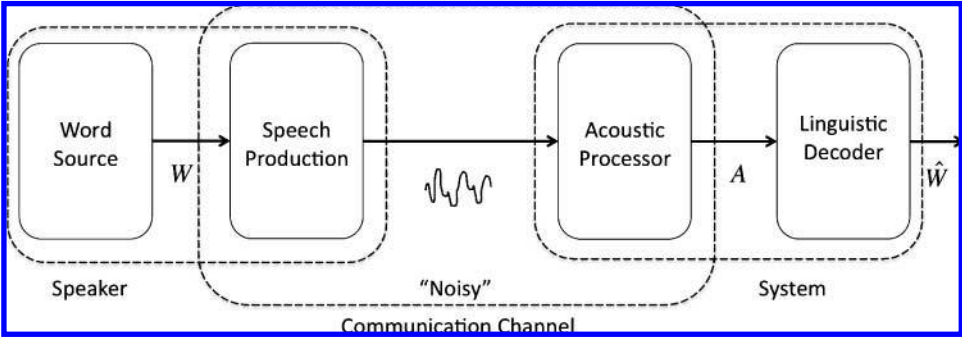 Word
Source
W
Speech
Production
Acoustic
Processor
A
Linguistic
Decoder
Ŵ
Speaker
“Noisy”
System
Communication Channel